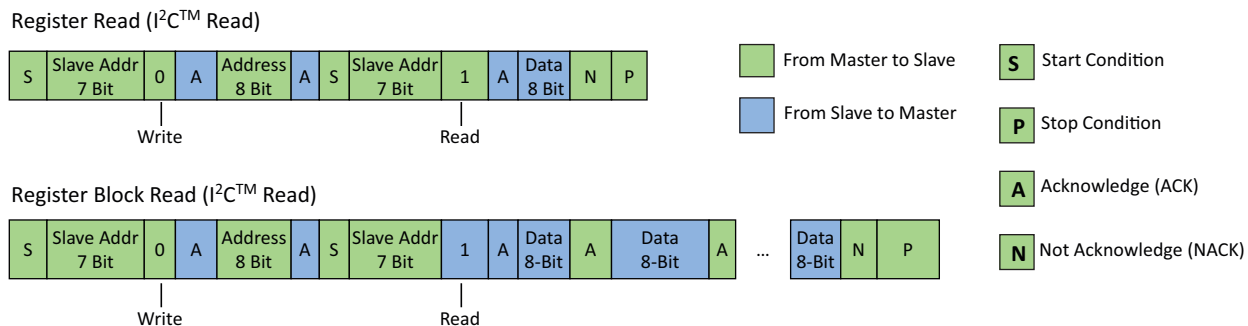 Register Read (I²C™ Read)
S Slave Addr 7 Bit 0 A Address 8 Bit A S Slave Addr 7 Bit 1 A Data 8 Bit N P
Write Read
Register Block Read (I²C™ Read)
S Slave Addr 7 Bit 0 A Address 8 Bit A S Slave Addr 7 Bit 1 A Data 8-Bit A Data 8-Bit A ... Data 8-Bit N P
Write Read
From Master to Slave
From Slave to Master
S Start Condition
P Stop Condition
A Acknowledge (ACK)
N Not Acknowledge (NACK)